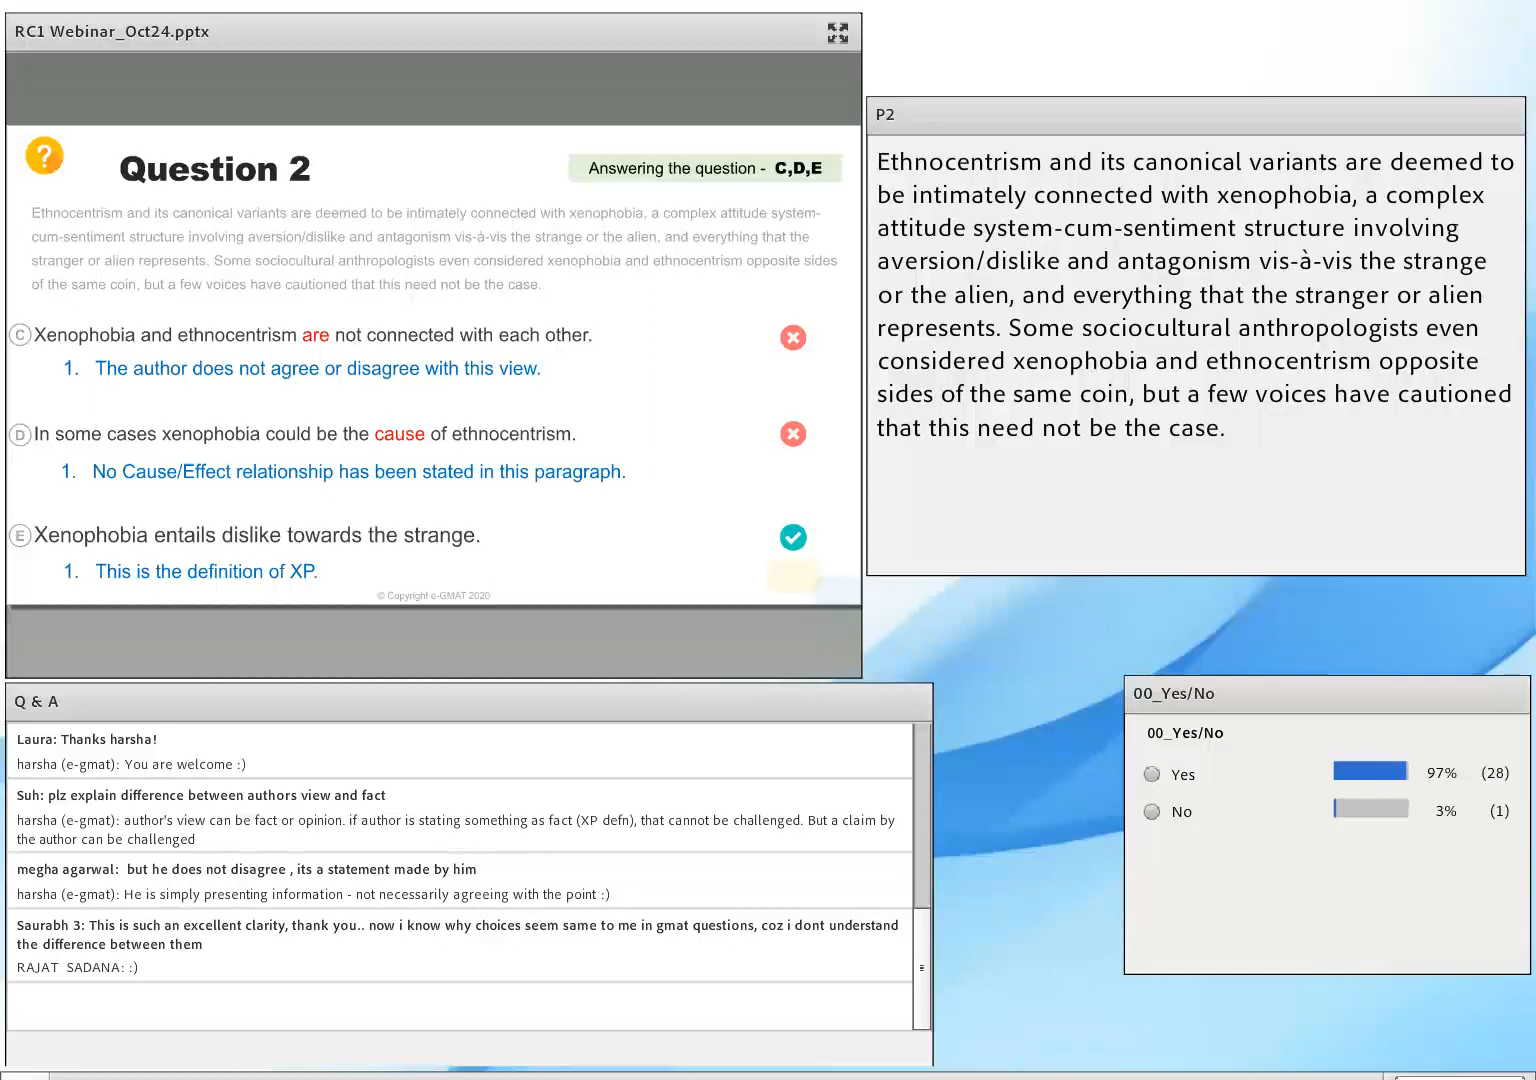 RC1 Webinar_Oct24.pptx
?
Question 2
Answering the question - C,D,E
Ethnocentrism and its canonical variants are deemed to be intimately connected with xenophobia, a complex attitude system-
cum-sentiment structure involving aversion/dislike and antagonism vis-à-vis the strange or the alien, and everything that the
stranger or alien represents. Some sociocultural anthropologists even considered xenophobia and ethnocentrism opposite sides
of the same coin, but a few voices have cautioned that this need not be the case.
C Xenophobia and ethnocentrism are not connected with each other.
1. The author does not agree or disagree with this view.
D In some cases xenophobia could be the cause of ethnocentrism.
1. No Cause/Effect relationship has been stated in this paragraph.
E Xenophobia entails dislike towards the strange.
1. This is the definition of XP.
© Copyright e-GMAT 2020
P2
Ethnocentrism and its canonical variants are deemed to
be intimately connected with xenophobia, a complex
attitude system-cum-sentiment structure involving
aversion/dislike and antagonism vis-à-vis the strange
or the alien, and everything that the stranger or alien
represents. Some sociocultural anthropologists even
considered xenophobia and ethnocentrism opposite
sides of the same coin, but a few voices have cautioned
that this need not be the case.
Q & A
Laura: Thanks harsha!
harsha (e-gmat): You are welcome :)
Suh: plz explain difference between authors view and fact
harsha (e-gmat): author's view can be fact or opinion. if author is stating something as fact (XP defn), that cannot be challenged. But a claim by
the author can be challenged
megha agarwal: but he does not disagree , its a statement made by him
harsha (e-gmat): He is simply presenting information - not necessarily agreeing with the point :)
Saurabh 3: This is such an excellent clarity, thank you.. now i know why choices seem same to me in gmat questions, coz i dont understand
the difference between them
RAJAT SADANA: :)
00_Yes/No
00_Yes/No
Yes 97% (28)
No 3% (1)